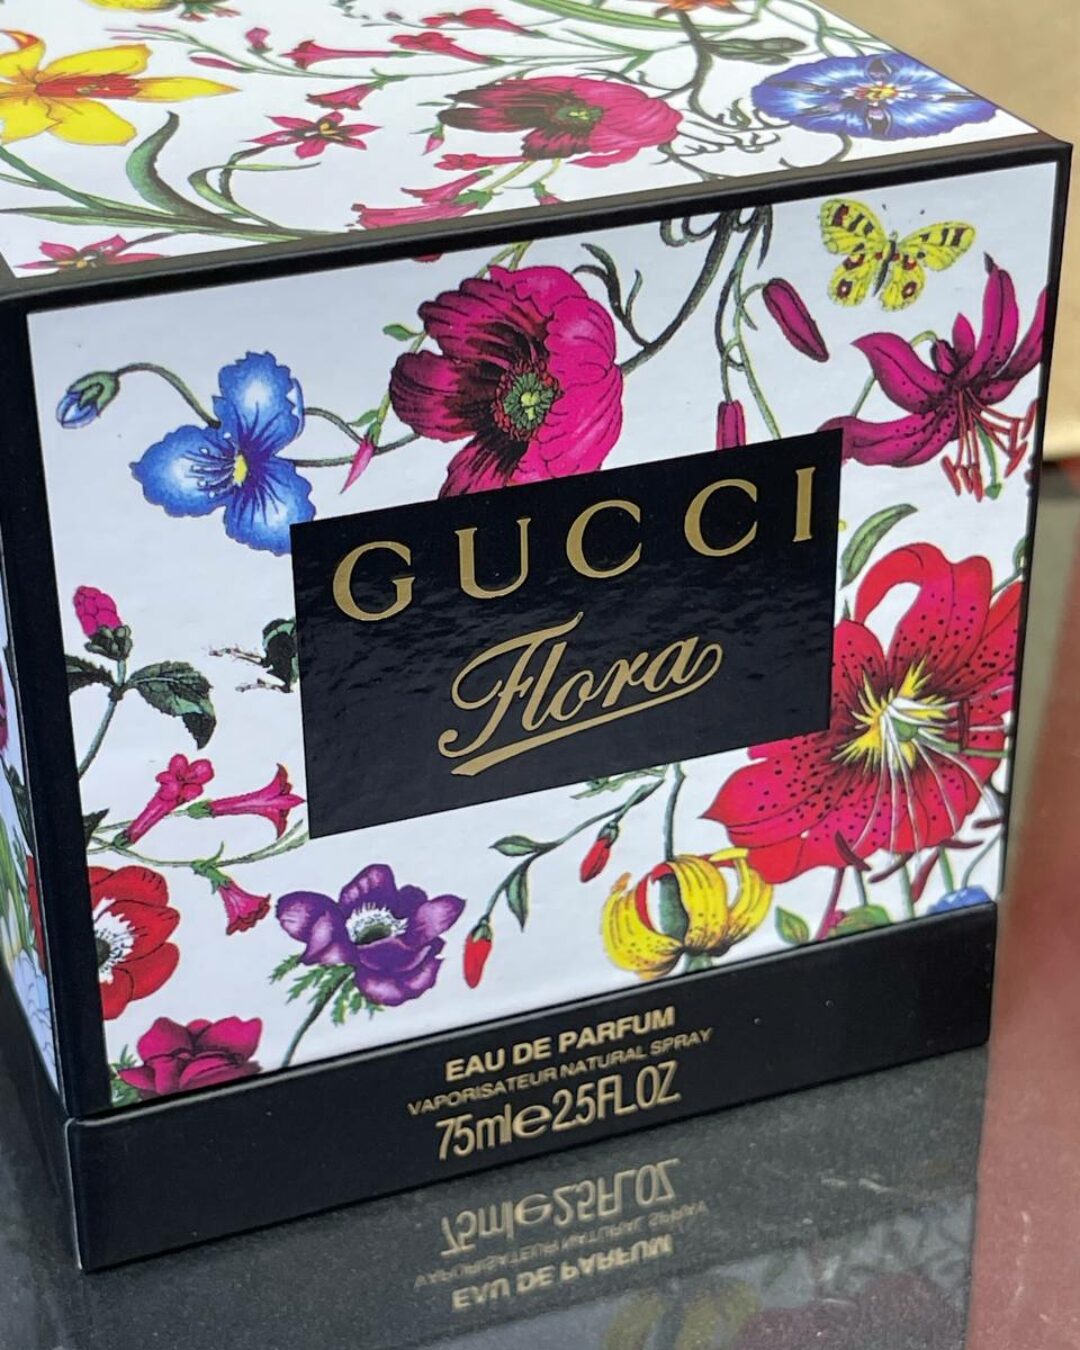 GUCCI
Flora
EAU DE PARFUM
VAPORISATEUR NATURAL SPRAY
75ml℮2.5FL.OZ.